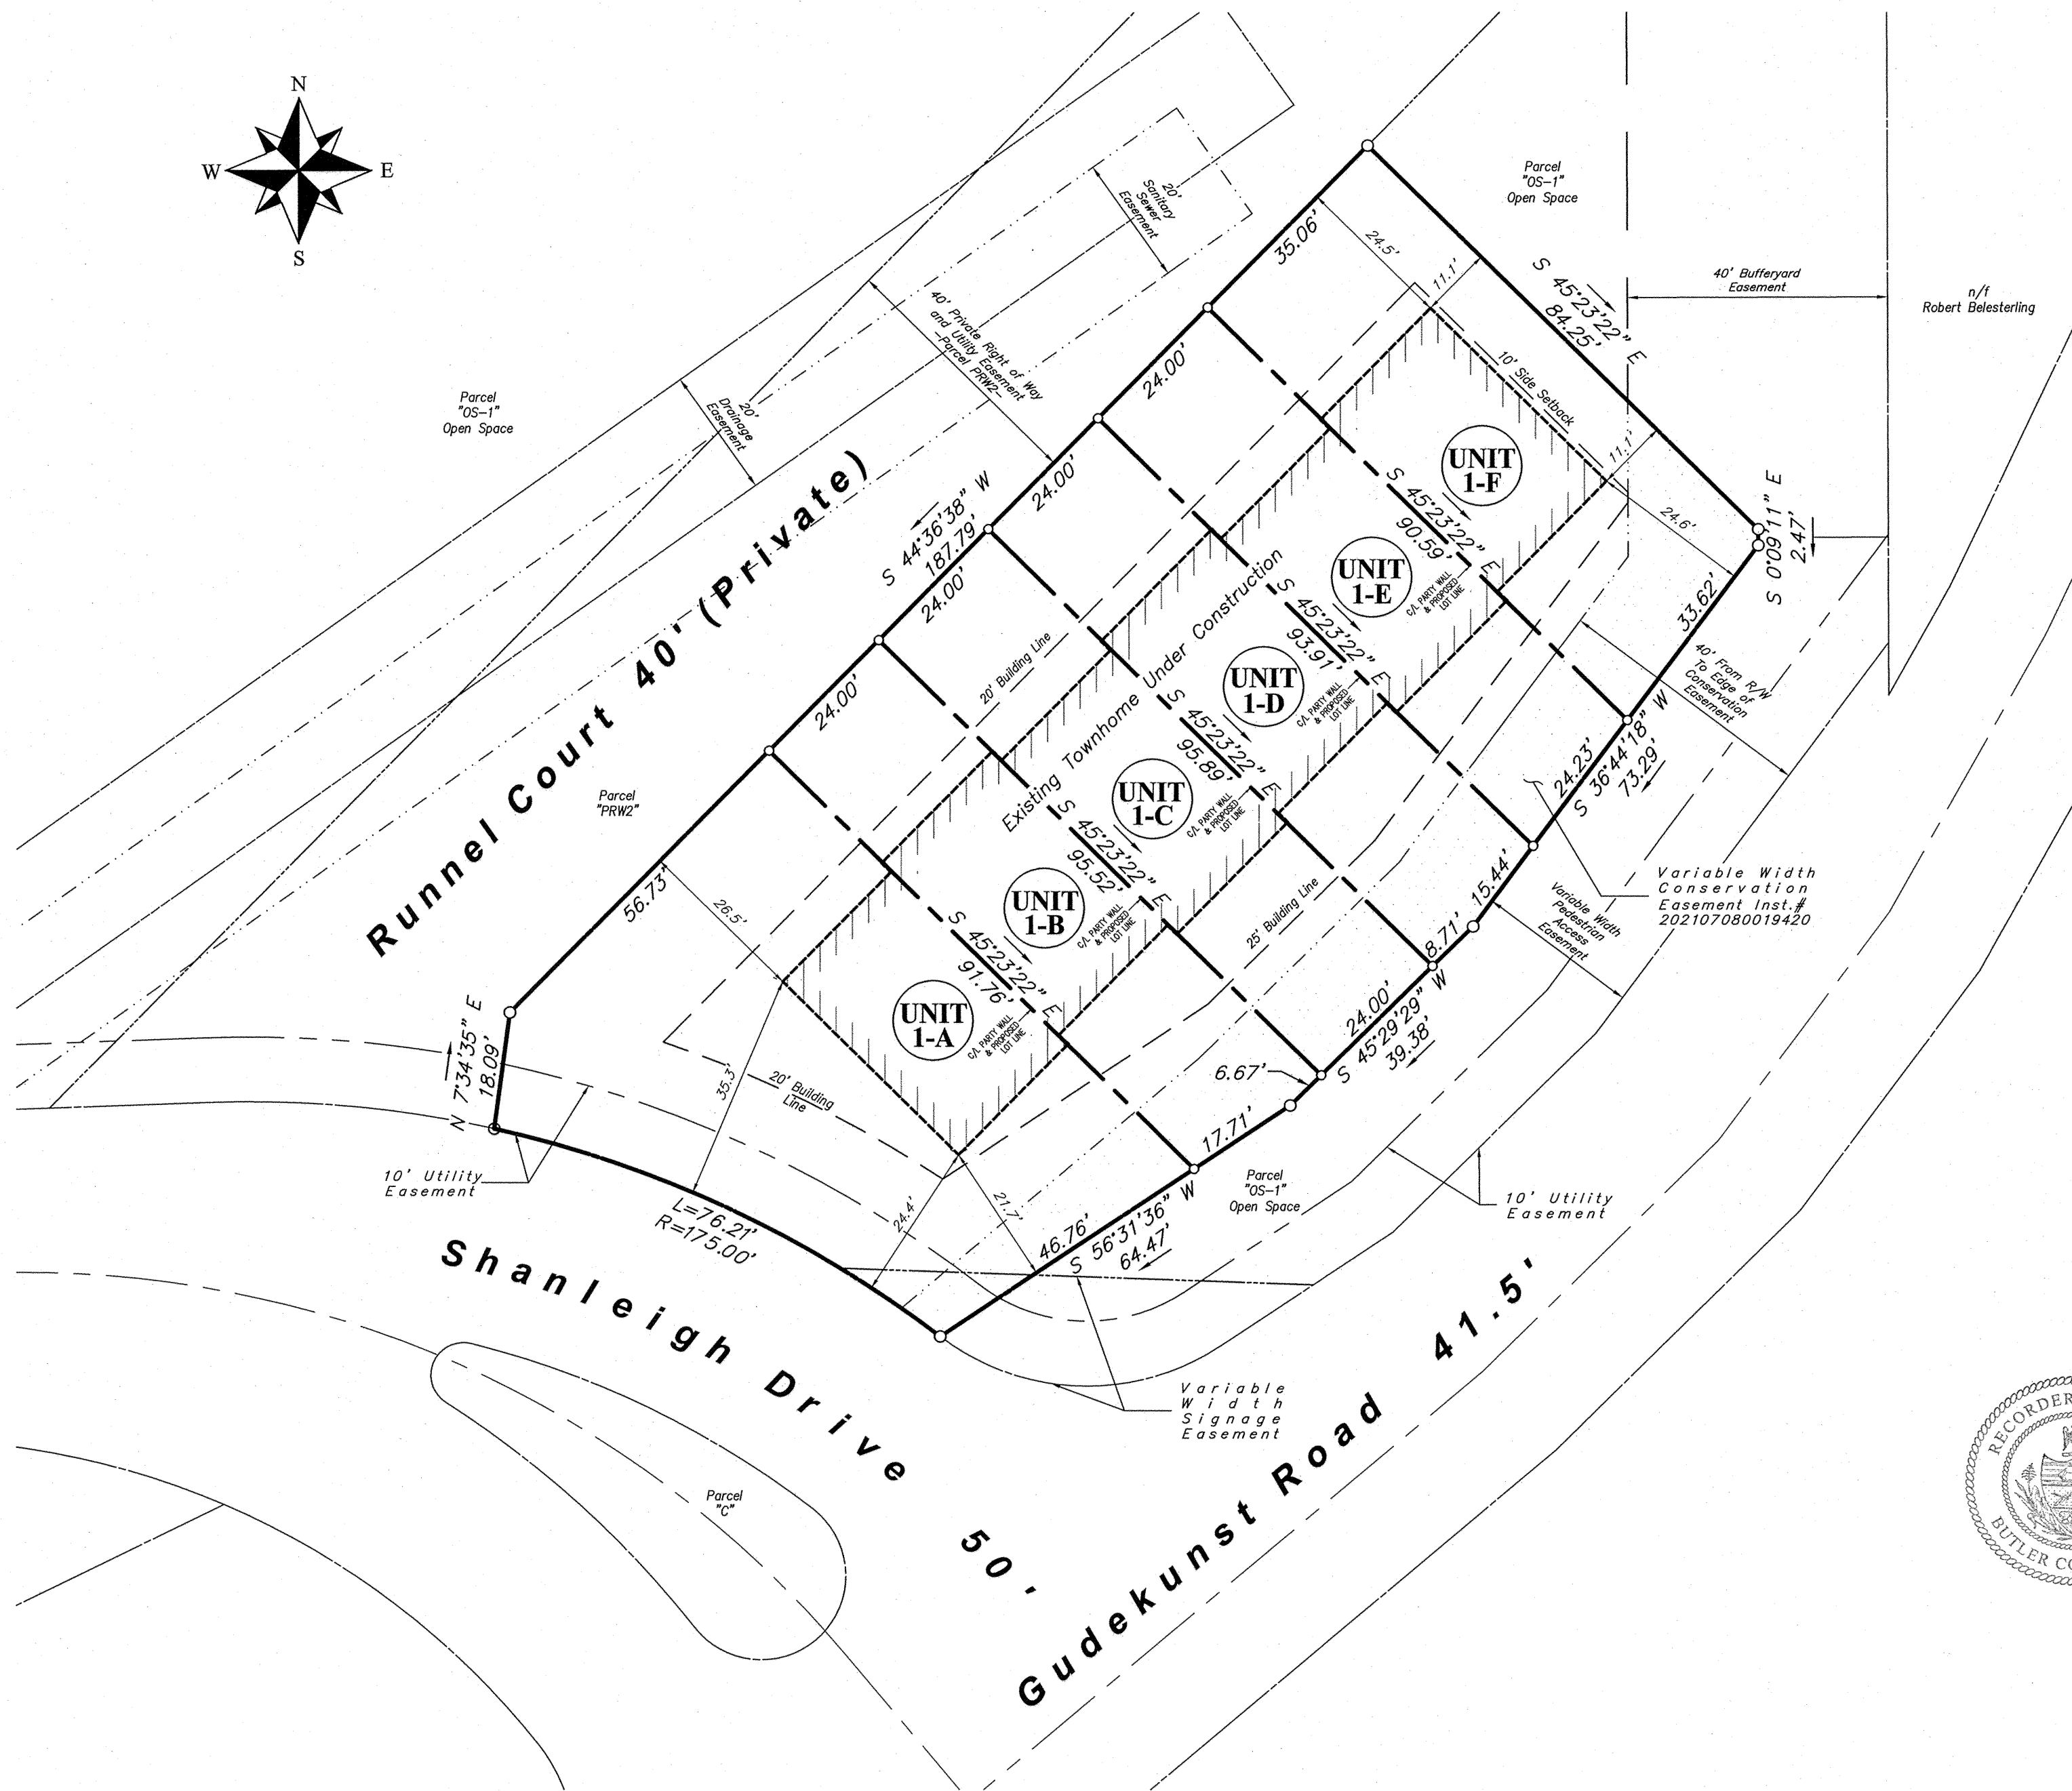 N
W
E
S
Parcel
"OS-1"
Open Space
20'
Sanitary
Sewer
Easement
40' Private Right of Way
and Utility Easement
-Parcel PRW2-
Parcel
"OS-1"
Open Space
20'
Drainage
Easement
40' Bufferyard
Easement
n/f
Robert Belesterling
35.06'
24.5'
11.1'
S 45°23'22" E
84.25'
10' Side Setback
11.1'
24.6'
S 0°09'11" E
2.47'
24.00'
24.00'
24.00'
24.00'
S 44°36'38" W
187.79'
Runnel Court 40' (Private)
Parcel
"PRW2"
56.73'
26.5'
20' Building Line
Existing Townhome Under Construction
UNIT
1-F
S 45°23'22" E
90.59'
C/L PARTY WALL
& PROPOSED
LOT LINE
UNIT
1-E
S 45°23'22" E
93.91'
C/L PARTY WALL
& PROPOSED
LOT LINE
UNIT
1-D
S 45°23'22" E
95.89'
C/L PARTY WALL
& PROPOSED
LOT LINE
UNIT
1-C
S 45°23'22" E
95.52'
C/L PARTY WALL
& PROPOSED
LOT LINE
UNIT
1-B
S 45°23'22" E
91.76'
C/L PARTY WALL
& PROPOSED
LOT LINE
UNIT
1-A
33.62'
40' From R/W
To Edge of
Conservation
Easement
24.23'
S 36°44'18" W
73.29'
15.44'
Variable Width
Conservation
Easement Inst.#
202107080019420
Variable Width
Pedestrian
Access
Easement
8.71'
25' Building Line
24.00'
S 45°29'29" W
39.38'
6.67'
17.71'
N 7°34'35" E
18.09'
35.3'
20' Building
Line
10' Utility
Easement
24.4'
21.7'
46.76'
S 56°31'36" W
64.47'
Parcel
"OS-1"
Open Space
10' Utility
Easement
L=76.21'
R=175.00'
Shanleigh Drive 50'
Variable
Width
Signage
Easement
Parcel
"C"
Gudekunst Road 41.5'
RECORDER
BUTLER CO